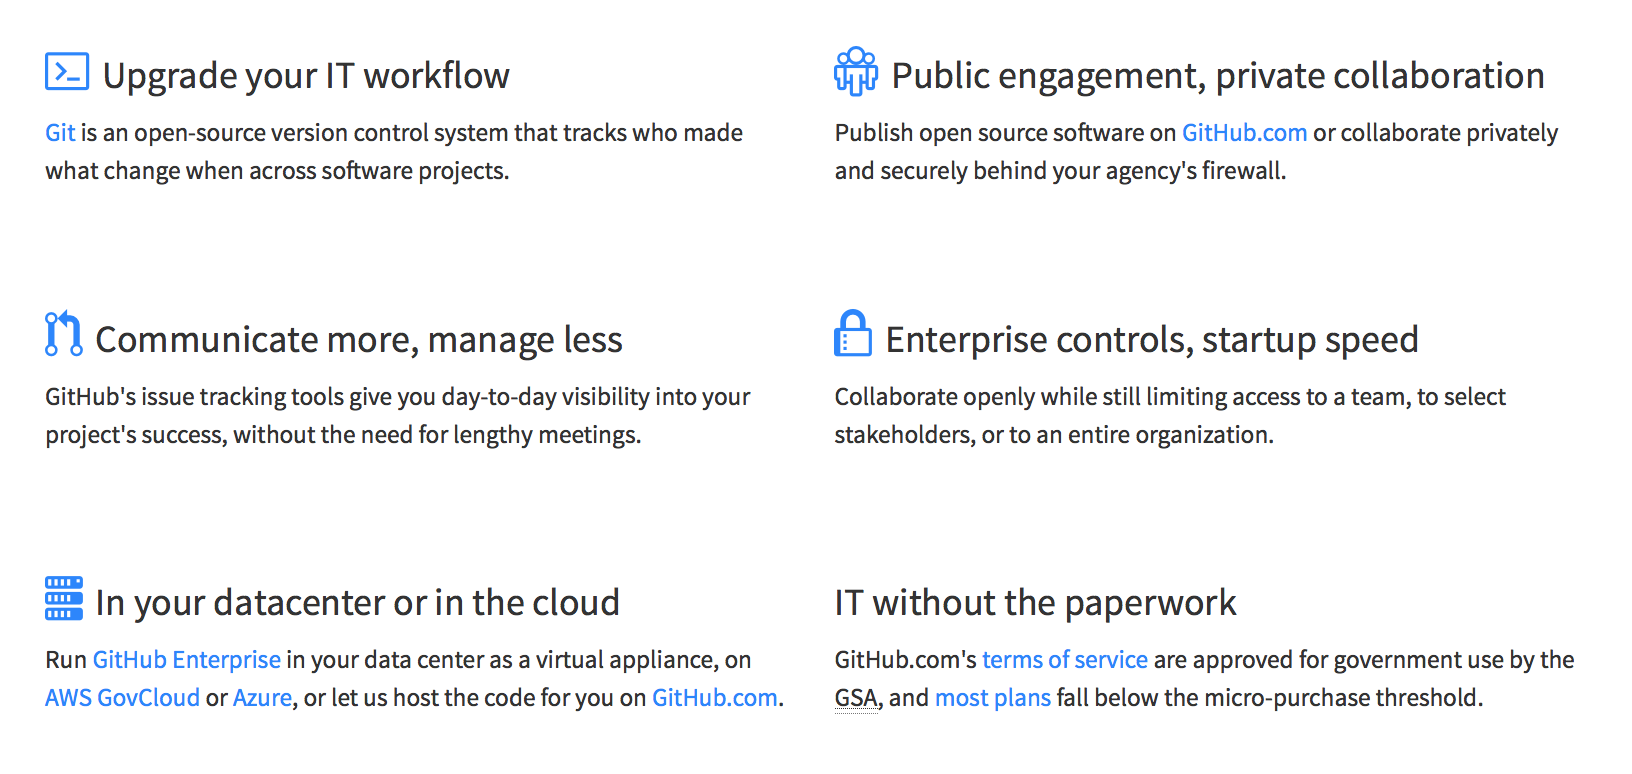 Upgrade your IT workflow
Git is an open-source version control system that tracks who made
what change when across software projects.
Public engagement, private collaboration
Publish open source software on GitHub.com or collaborate privately
and securely behind your agency's firewall.
Communicate more, manage less
GitHub's issue tracking tools give you day-to-day visibility into your
project's success, without the need for lengthy meetings.
Enterprise controls, startup speed
Collaborate openly while still limiting access to a team, to select
stakeholders, or to an entire organization.
In your datacenter or in the cloud
Run GitHub Enterprise in your data center as a virtual appliance, on
AWS GovCloud or Azure, or let us host the code for you on GitHub.com.
IT without the paperwork
GitHub.com's terms of service are approved for government use by the
GSA, and most plans fall below the micro-purchase threshold.